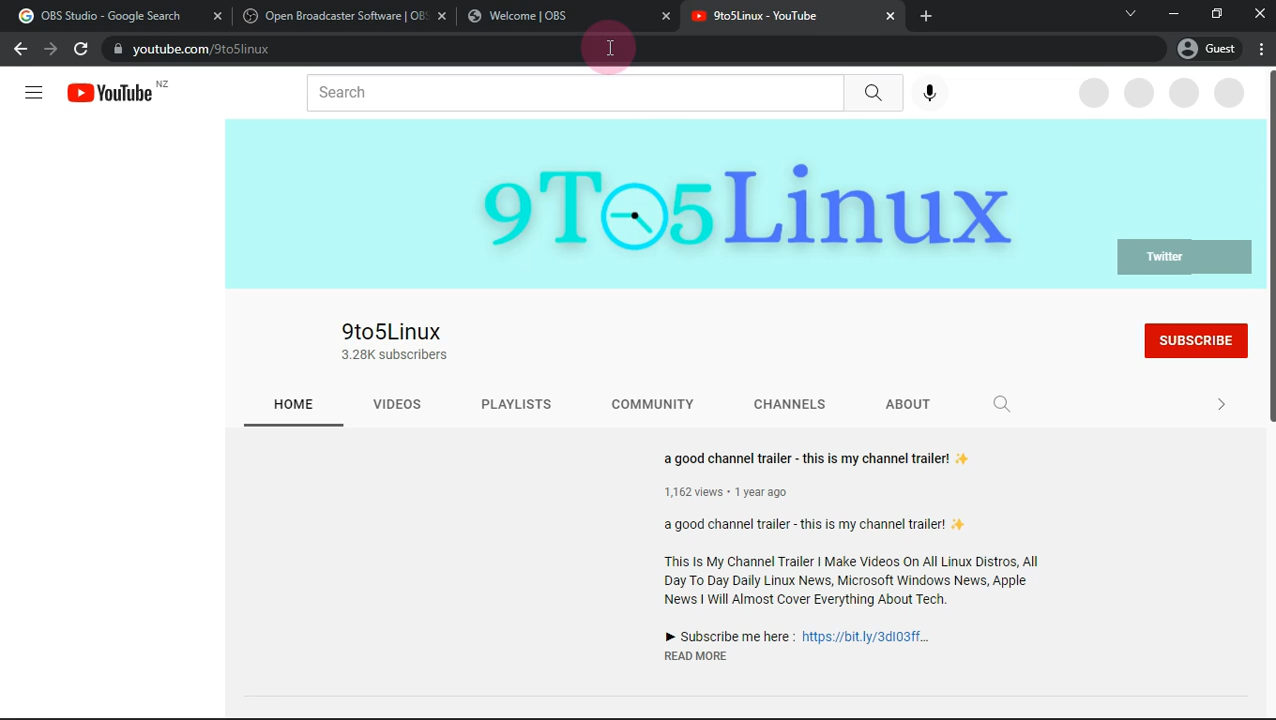 OBS Studio - Google Search
Open Broadcaster Software | OBS
Welcome | OBS
9to5Linux - YouTube
youtube.com/9to5linux
Guest
YouTube NZ
Search
9To5Linux
Twitter
9to5Linux
3.28K subscribers
SUBSCRIBE
HOME VIDEOS PLAYLISTS COMMUNITY CHANNELS ABOUT
a good channel trailer - this is my channel trailer! ✨
1,162 views • 1 year ago
a good channel trailer - this is my channel trailer! ✨
This Is My Channel Trailer I Make Videos On All Linux Distros, All
Day To Day Daily Linux News, Microsoft Windows News, Apple
News I Will Almost Cover Everything About Tech.
▶ Subscribe me here : https://bit.ly/3dI03ff...
READ MORE